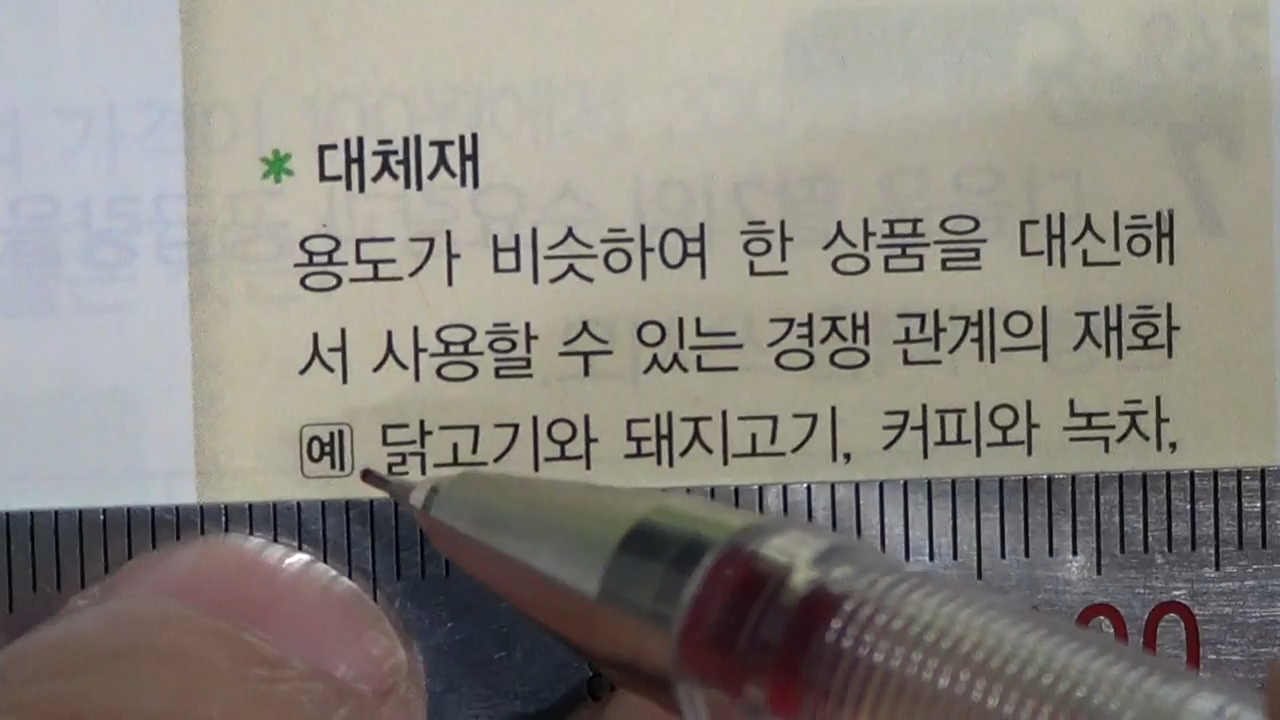 * 대체재
용도가 비슷하여 한 상품을 대신해
서 사용할 수 있는 경쟁 관계의 재화
예 닭고기와 돼지고기, 커피와 녹차,